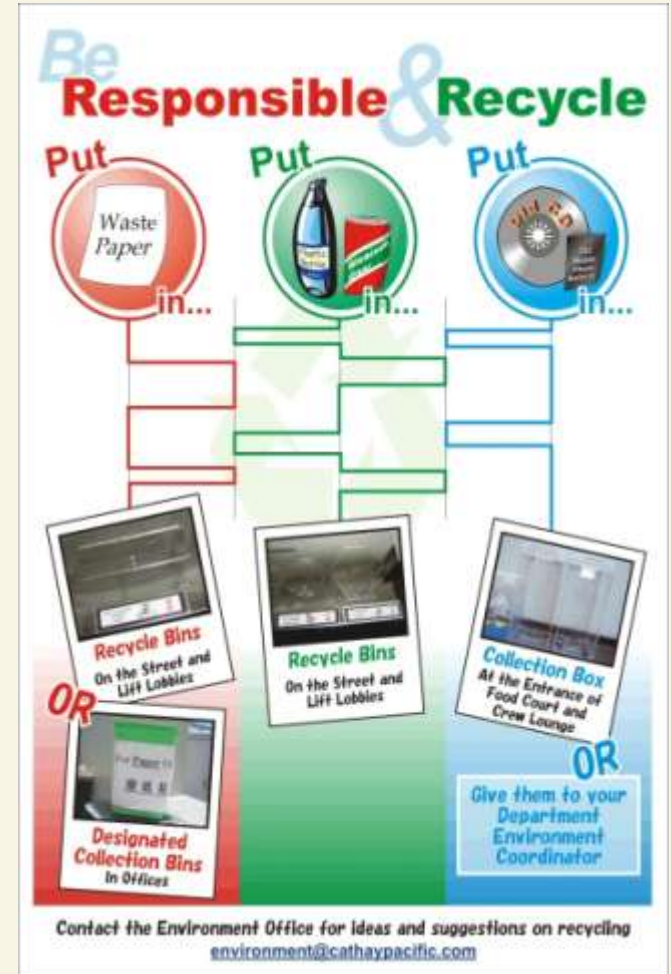 Be
Responsible & Recycle
Put
Put
Put
Waste
Paper
in...
in...
in...
Recycle Bins
On the Street and
Lift Lobbies
Recycle Bins
On the Street and
Lift Lobbies
Collection Box
At the Entrance of
Food Court and
Crew Lounge
OR
Designated
Collection Bins
In Offices
OR
Give them to your
Department
Environment
Coordinator
Contact the Environment Office for ideas and suggestions on recycling
environment@cathaypacific.com